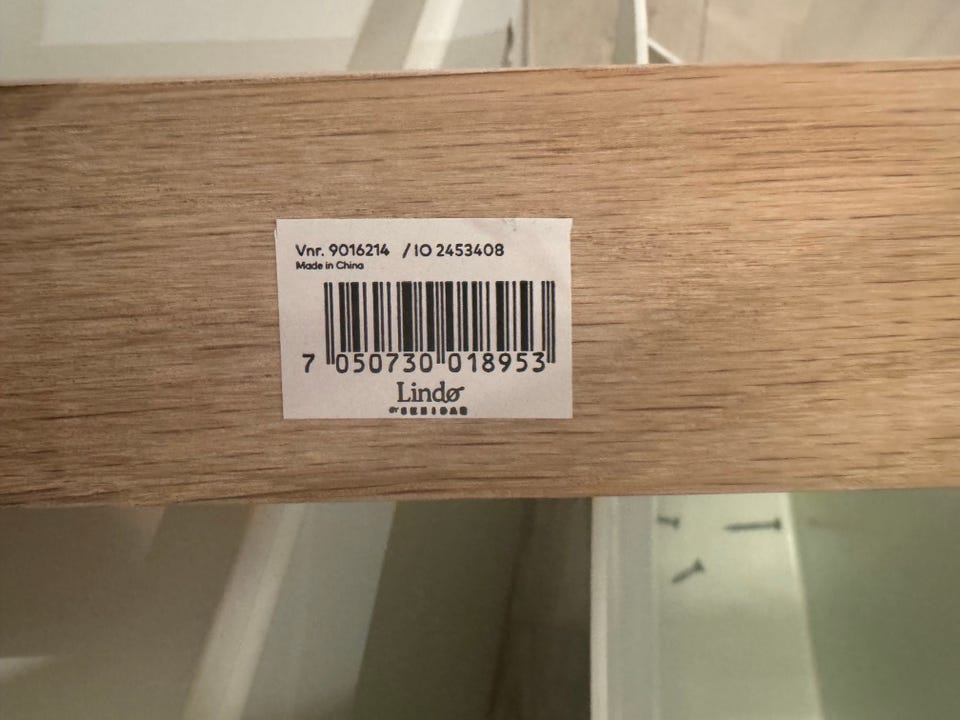 Vnr. 9016214 / IO 2453408
Made in China
7 050730 018953
Lindø